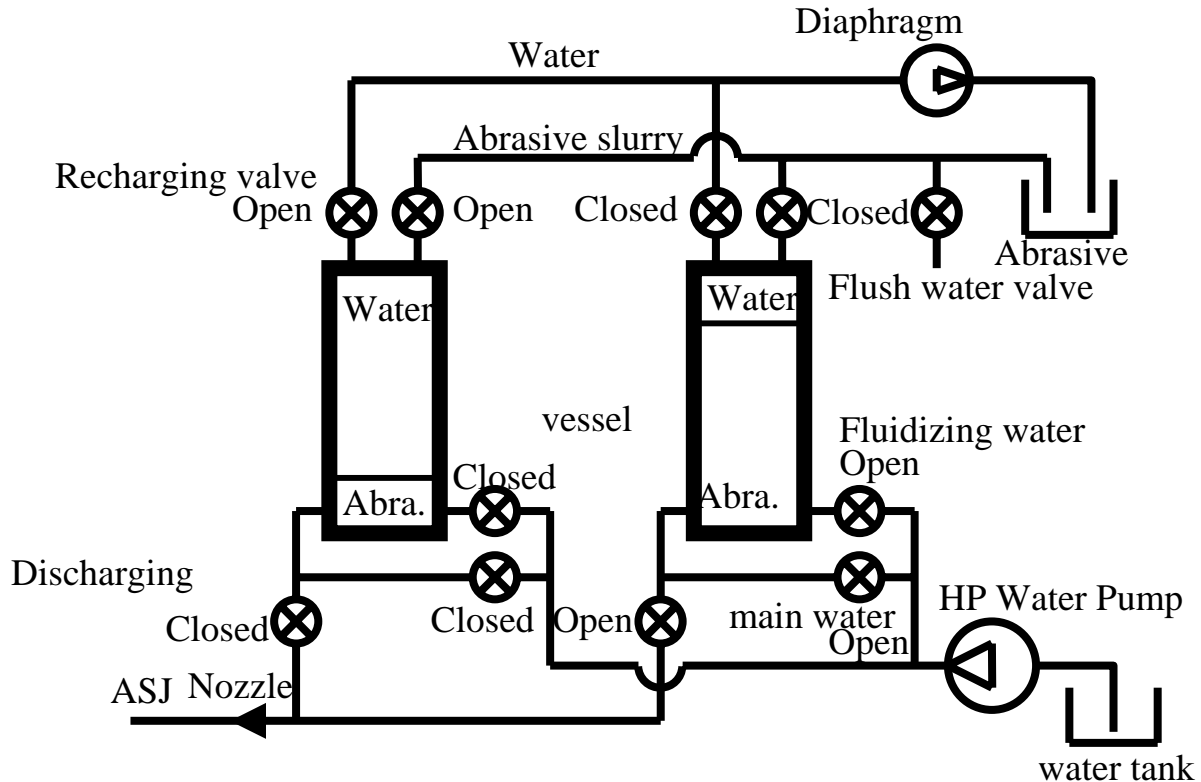 Diaphragm
Water
Abrasive slurry
Recharging valve
Open
Open
Closed
Closed
Abrasive
Flush water valve
Water
Water
vessel
Fluidizing water
Open
Closed
Abra.
Abra.
Discharging
Closed
Closed
Open
main water
Open
HP Water Pump
ASJ Nozzle
water tank